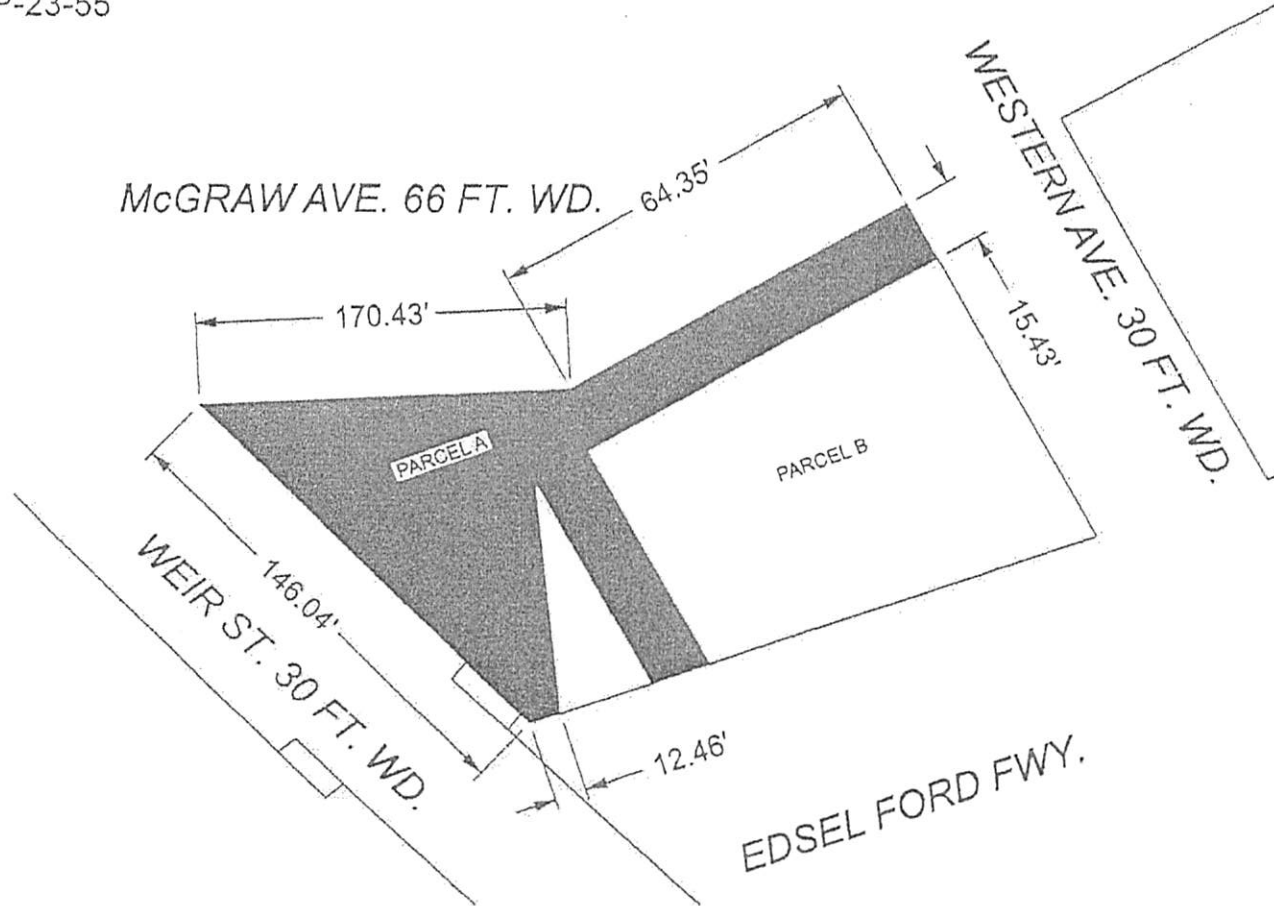 P-23-55
WESTERN AVE. 30 FT. WD.
McGRAW AVE. 66 FT. WD.
64.35'
170.43'
15.43'
PARCEL A
PARCEL B
146.04'
WEIR ST. 30 FT. WD.
12.46'
EDSEL FORD FWY.